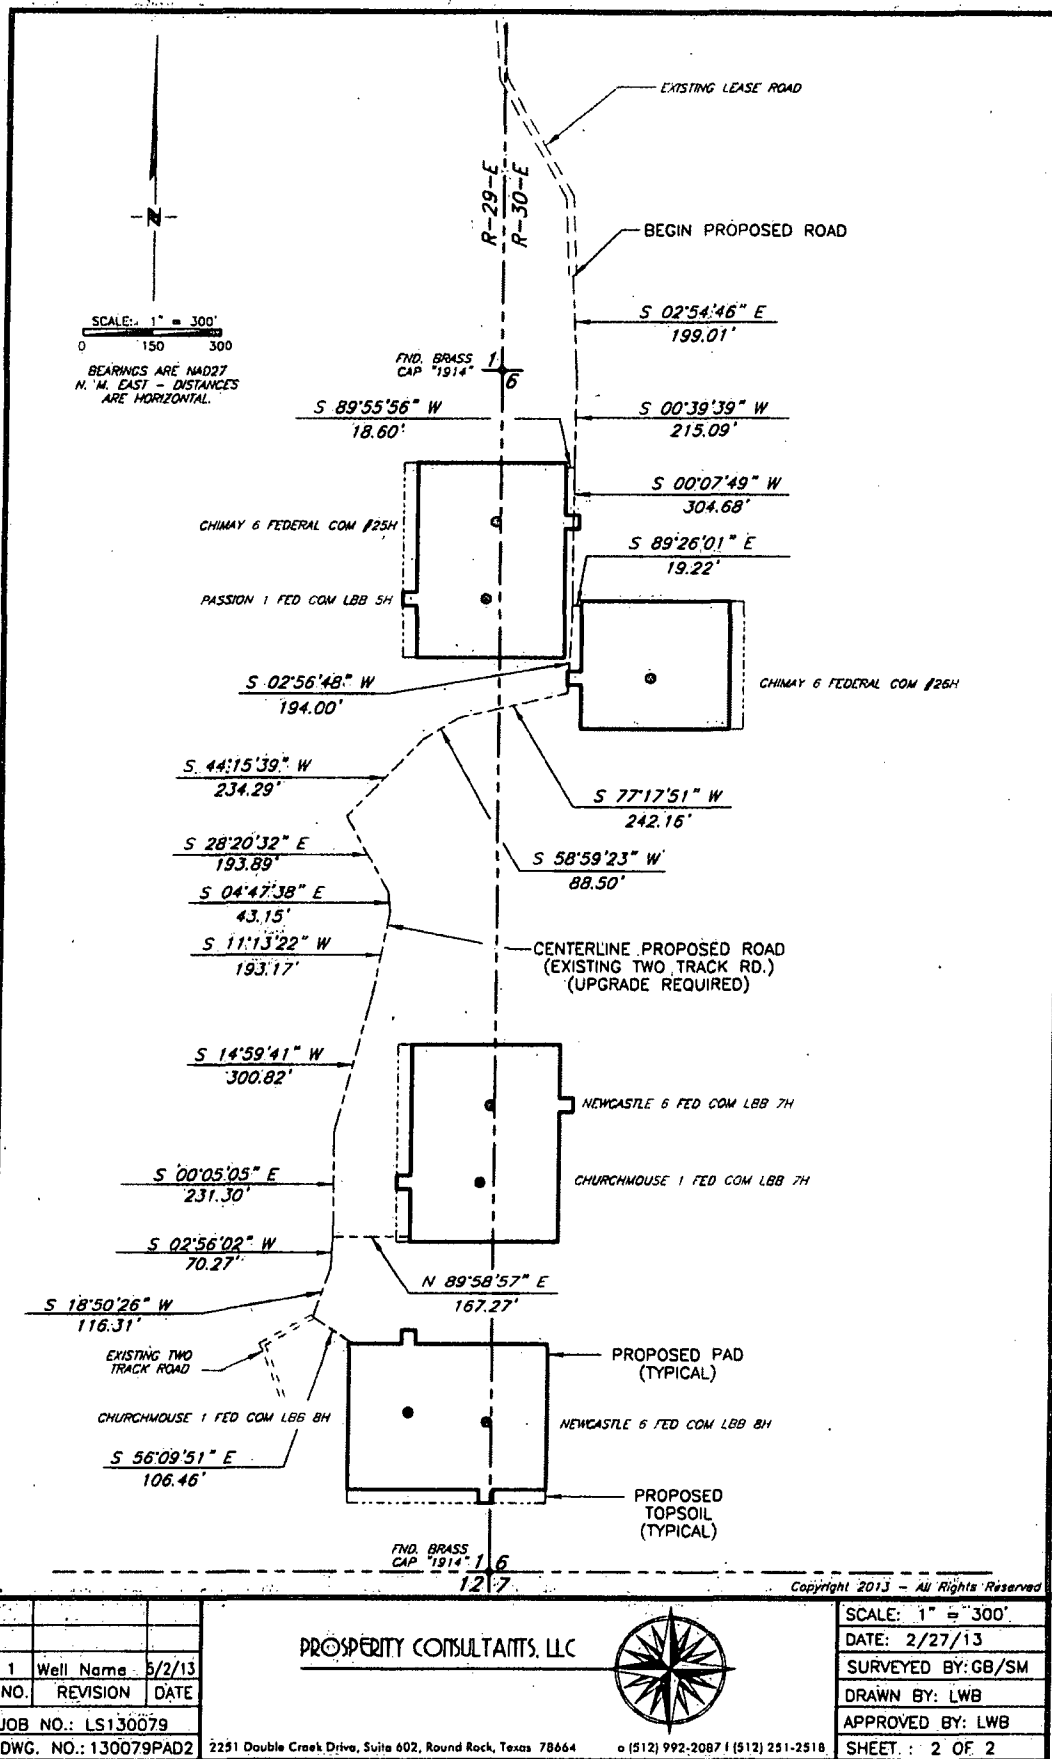 EXISTING LEASE ROAD
R-29-E
R-30-E
BEGIN PROPOSED ROAD
N
SCALE: 1" = 300'
0 150 300
BEARINGS ARE NAD27
N. M. EAST - DISTANCES
ARE HORIZONTAL.
S 02°54'46" E
199.01'
FND. BRASS
CAP "1914"
1
6
S 89°55'56" W
18.60'
S 00°39'39" W
215.09'
S 00°07'49" W
304.68'
CHIMAY 6 FEDERAL COM #25H
S 89°26'01" E
19.22'
PASSION 1 FED COM LBB 5H
S 02°56'48" W
194.00'
CHIMAY 6 FEDERAL COM #26H
S 44°15'39" W
234.29'
S 77°17'51" W
242.16'
S 28°20'32" E
193.89'
S 58°59'23" W
88.50'
S 04°47'38" E
43.15'
S 11°13'22" W
193.17'
CENTERLINE PROPOSED ROAD
(EXISTING TWO TRACK RD.)
(UPGRADE REQUIRED)
S 14°59'41" W
300.82'
NEWCASTLE 6 FED COM LBB 7H
S 00°05'05" E
231.30'
CHURCHMOUSE 1 FED COM LBB 7H
S 02°56'02" W
70.27'
N 89°58'57" E
167.27'
S 18°50'26" W
116.31'
EXISTING TWO
TRACK ROAD
PROPOSED PAD
(TYPICAL)
CHURCHMOUSE 1 FED COM LBB 8H
NEWCASTLE 6 FED COM LBB 8H
S 56°09'51" E
106.46'
PROPOSED
TOPSOIL
(TYPICAL)
FND. BRASS
CAP "1914"
1 6
12 7
Copyright 2013 - All Rights Reserved
1 Well Name 5/2/13
NO. REVISION DATE
JOB NO.: LS130079
DWG. NO.: 130079PAD2
PROSPERITY CONSULTANTS, LLC
2251 Double Creek Drive, Suite 602, Round Rock, Texas 78664 o (512) 992-2087 f (512) 251-2518
SCALE: 1" = 300'
DATE: 2/27/13
SURVEYED BY: GB/SM
DRAWN BY: LWB
APPROVED BY: LWB
SHEET : 2 OF 2